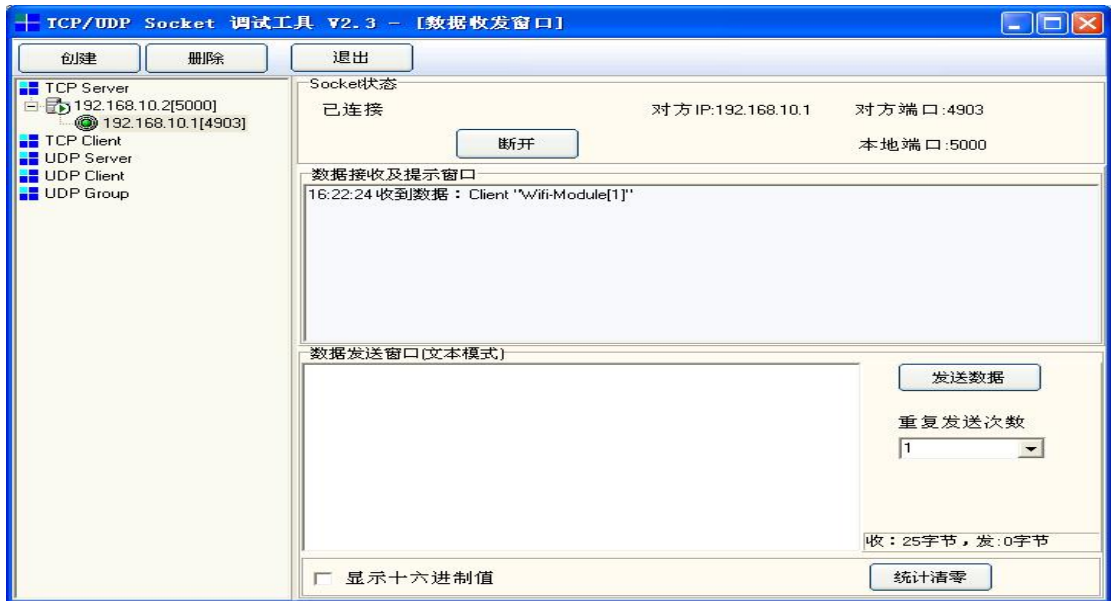 TCP/UDP Socket 调试工具 V2.3 - [数据收发窗口]
创建 删除 退出
TCP Server
192.168.10.2[5000]
192.168.10.1[4903]
TCP Client
UDP Server
UDP Client
UDP Group
Socket状态
已连接 对方IP:192.168.10.1 对方端口:4903
断开 本地端口:5000
数据接收及提示窗口
16:22:24 收到数据：Client "Wifi-Module[1]"
数据发送窗口(文本模式)
发送数据
重复发送次数
1
收：25字节，发:0字节
显示十六进制值 统计清零